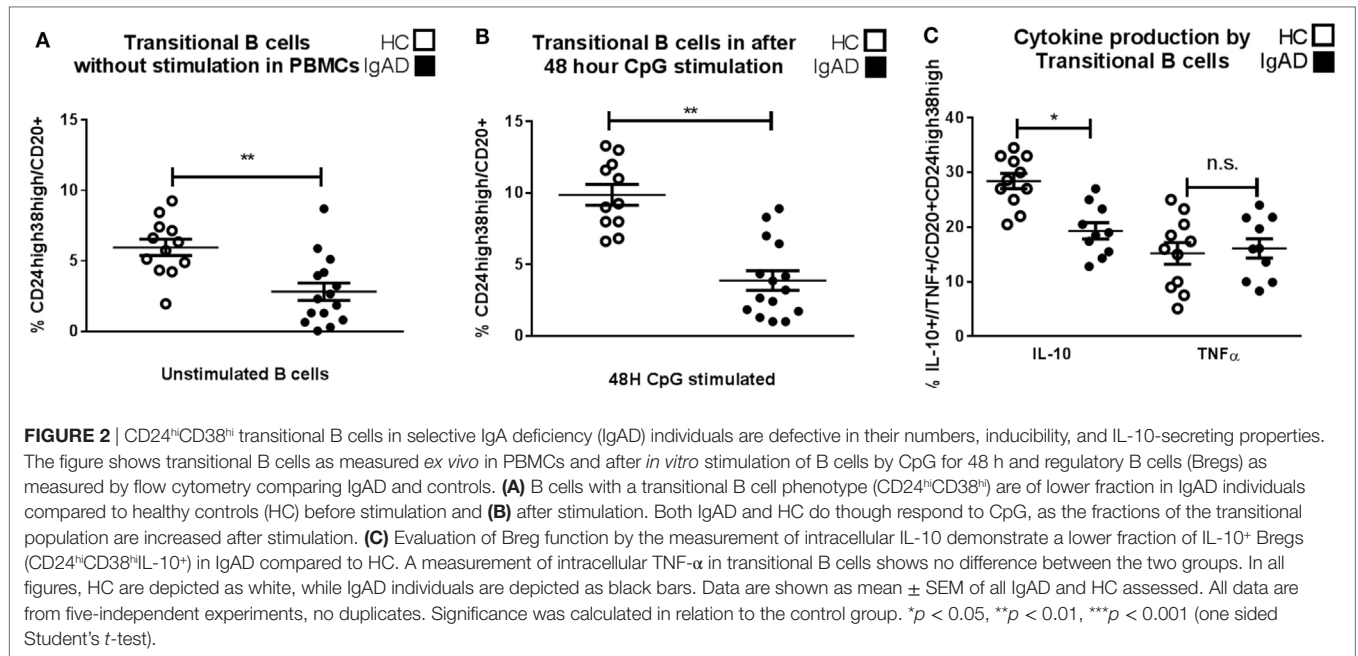 A
Transitional B cells
without stimulation in PBMCs
HC
IgAD
**
15
10
5
0
% CD24high38high/CD20+
Unstimulated B cells
B
Transitional B cells in after
48 hour CpG stimulation
HC
IgAD
**
15
10
5
0
% CD24high38high/CD20+
48H CpG stimulated
C
Cytokine production by
Transitional B cells
HC
IgAD
*
n.s.
40
30
20
10
0
% IL-10+//TNF+/CD20+CD24high38high
IL-10
TNFα
FIGURE 2 | CD24hiCD38hi transitional B cells in selective IgA deficiency (IgAD) individuals are defective in their numbers, inducibility, and IL-10-secreting properties.
The figure shows transitional B cells as measured ex vivo in PBMCs and after in vitro stimulation of B cells by CpG for 48 h and regulatory B cells (Bregs) as
measured by flow cytometry comparing IgAD and controls. (A) B cells with a transitional B cell phenotype (CD24hiCD38hi) are of lower fraction in IgAD individuals
compared to healthy controls (HC) before stimulation and (B) after stimulation. Both IgAD and HC do though respond to CpG, as the fractions of the transitional
population are increased after stimulation. (C) Evaluation of Breg function by the measurement of intracellular IL-10 demonstrate a lower fraction of IL-10+ Bregs
(CD24hiCD38hiIL-10+) in IgAD compared to HC. A measurement of intracellular TNF-α in transitional B cells shows no difference between the two groups. In all
figures, HC are depicted as white, while IgAD individuals are depicted as black bars. Data are shown as mean ± SEM of all IgAD and HC assessed. All data are
from five-independent experiments, no duplicates. Significance was calculated in relation to the control group. *p < 0.05, **p < 0.01, ***p < 0.001 (one sided
Student's t-test).